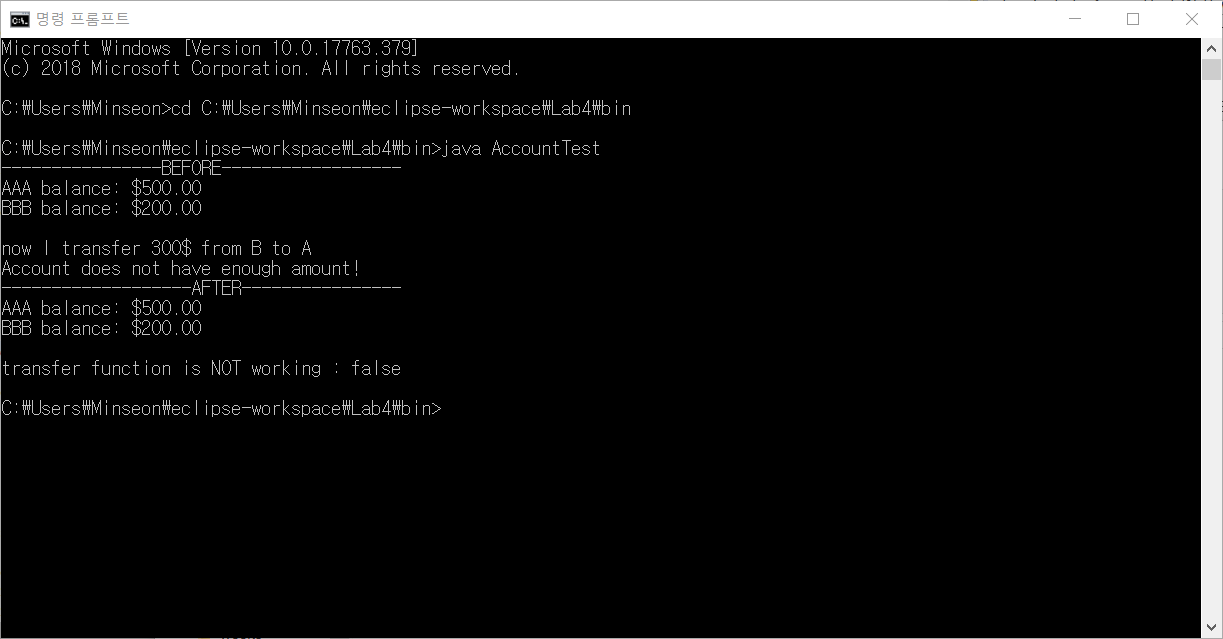 명령 프롬프트
Microsoft Windows [Version 10.0.17763.379]
(c) 2018 Microsoft Corporation. All rights reserved.
C:₩Users₩Minseon>cd C:₩Users₩Minseon₩eclipse-workspace₩Lab4₩bin
C:₩Users₩Minseon₩eclipse-workspace₩Lab4₩bin>java AccountTest
----------------BEFORE------------------
AAA balance: $500.00
BBB balance: $200.00
now I transfer 300$ from B to A
Account does not have enough amount!
-------------------AFTER----------------
AAA balance: $500.00
BBB balance: $200.00
transfer function is NOT working : false
C:₩Users₩Minseon₩eclipse-workspace₩Lab4₩bin>